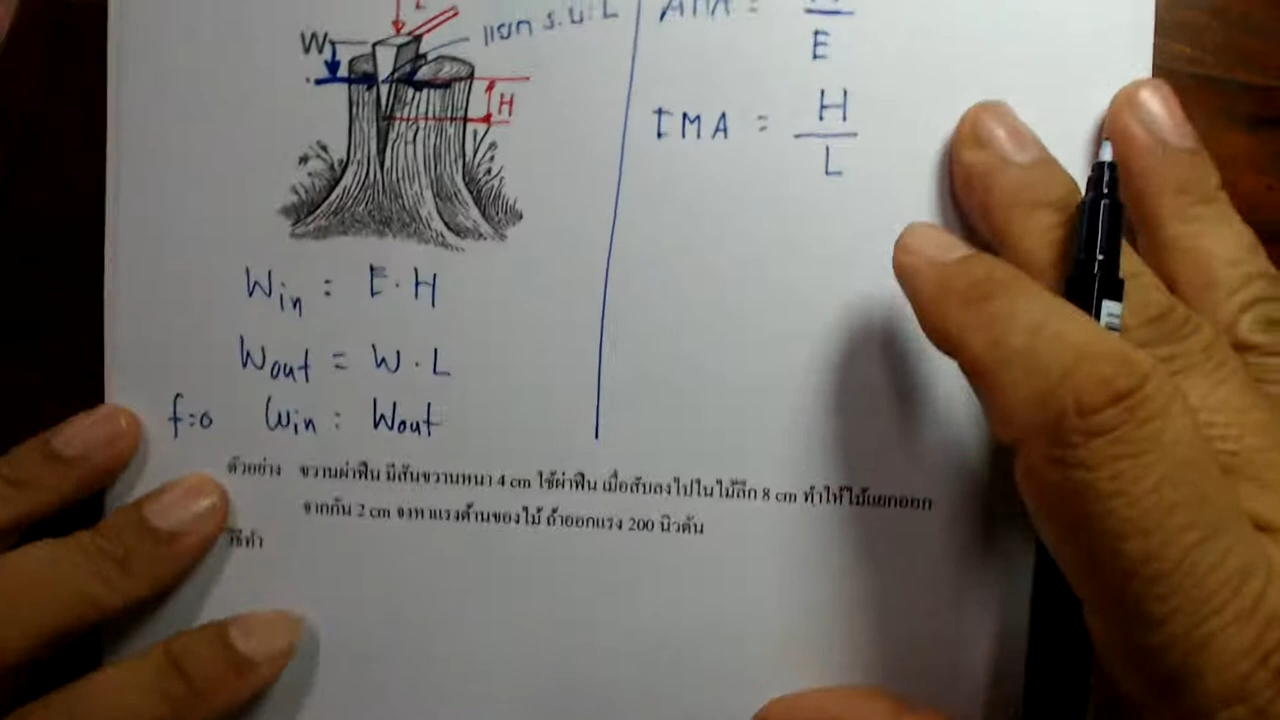 แยก ร.น. L
AMA =
E
W
H
IMA = H
L
Win = E.H
Wout = W.L
f=0 Win = Wout
ตัวอย่าง ขวานผ่าฟืน มีสันขวานหนา 4 cm ใช้ผ่าฟืน เมื่อสับลงไปในไม้ลึก 8 cm ทำให้ไม้แยกออก
จากกัน 2 cm จงหาแรงต้านของไม้ ถ้าออกแรง 200 นิวตัน
วิธีทำ